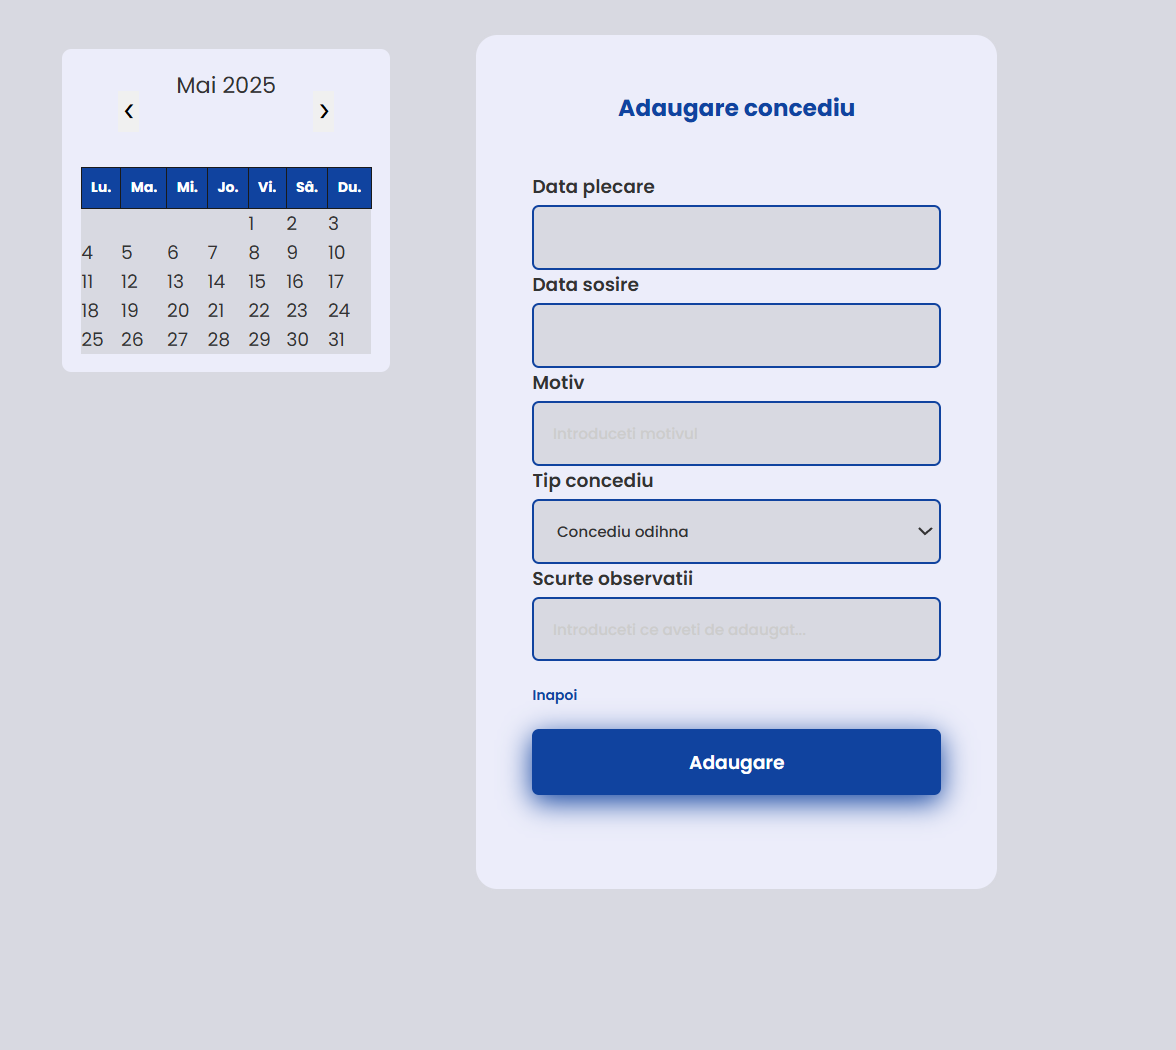 Mai 2025
‹ ›
Lu. Ma. Mi. Jo. Vi. Sâ. Du.
1 2 3
4 5 6 7 8 9 10
11 12 13 14 15 16 17
18 19 20 21 22 23 24
25 26 27 28 29 30 31
Adaugare concediu
Data plecare
Data sosire
Motiv
Introduceti motivul
Tip concediu
Concediu odihna
Scurte observatii
Introduceti ce aveti de adaugat...
Inapoi
Adaugare